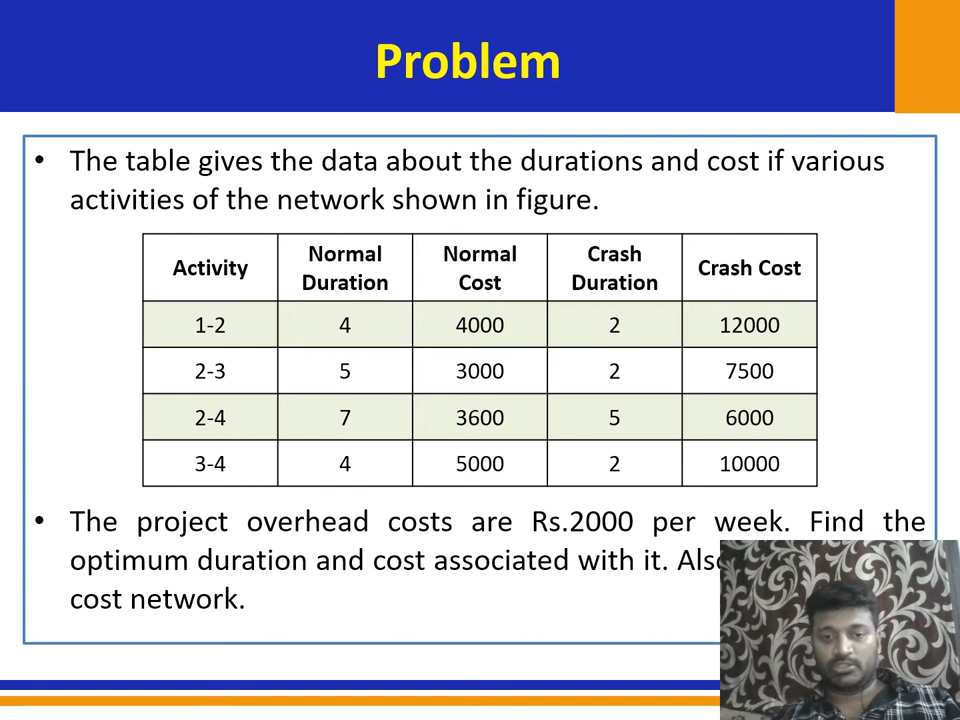 Problem
• The table gives the data about the durations and cost if various
activities of the network shown in figure.
Activity Normal Duration Normal Cost Crash Duration Crash Cost
1-2 4 4000 2 12000
2-3 5 3000 2 7500
2-4 7 3600 5 6000
3-4 4 5000 2 10000
• The project overhead costs are Rs.2000 per week. Find the
optimum duration and cost associated with it. Also
cost network.